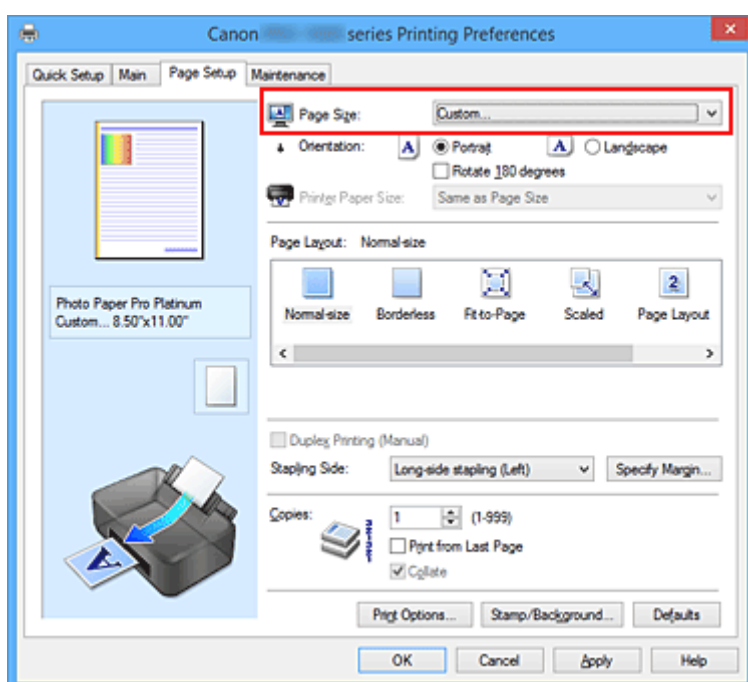 Canon series Printing Preferences
Quick Setup Main Page Setup Maintenance
Page Size: Custom...
Orientation: A Portrait A Landscape
Rotate 180 degrees
Printer Paper Size: Same as Page Size
Page Layout: Normal-size
2
Normal-size Borderless Fit-to-Page Scaled Page Layout
Photo Paper Pro Platinum
Custom... 8.50"x11.00"
Duplex Printing (Manual)
Stapling Side: Long-side stapling (Left) Specify Margin...
Copies: 1 (1-999)
Print from Last Page
Collate
A
Print Options... Stamp/Background... Defaults
OK Cancel Apply Help